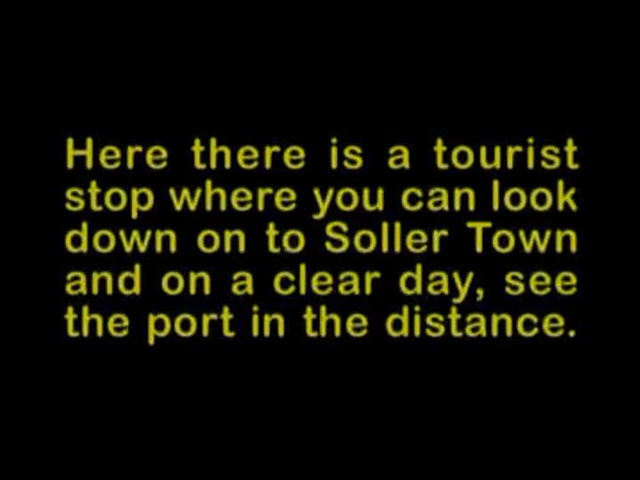 Here there is a tourist
stop where you can look
down on to Soller Town
and on a clear day, see
the port in the distance.